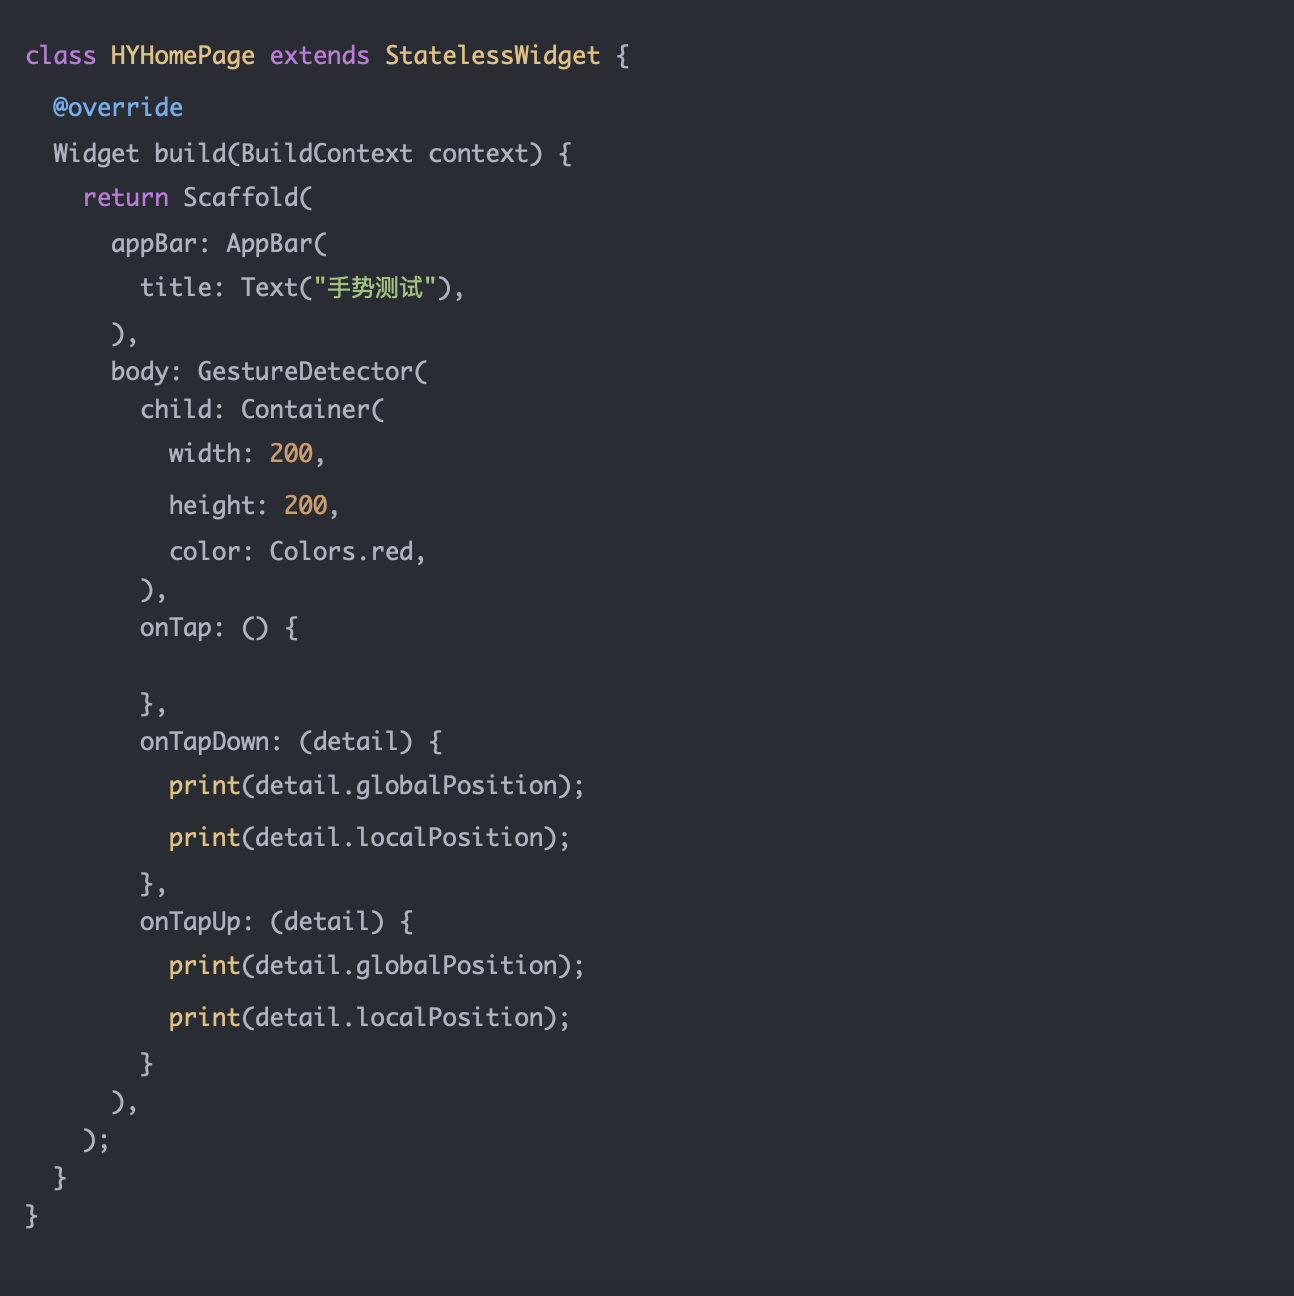 class HYHomePage extends StatelessWidget {
  @override
  Widget build(BuildContext context) {
    return Scaffold(
      appBar: AppBar(
        title: Text("手势测试"),
      ),
      body: GestureDetector(
        child: Container(
          width: 200,
          height: 200,
          color: Colors.red,
        ),
        onTap: () {

        },
        onTapDown: (detail) {
          print(detail.globalPosition);
          print(detail.localPosition);
        },
        onTapUp: (detail) {
          print(detail.globalPosition);
          print(detail.localPosition);
        }
      ),
    );
  }
}